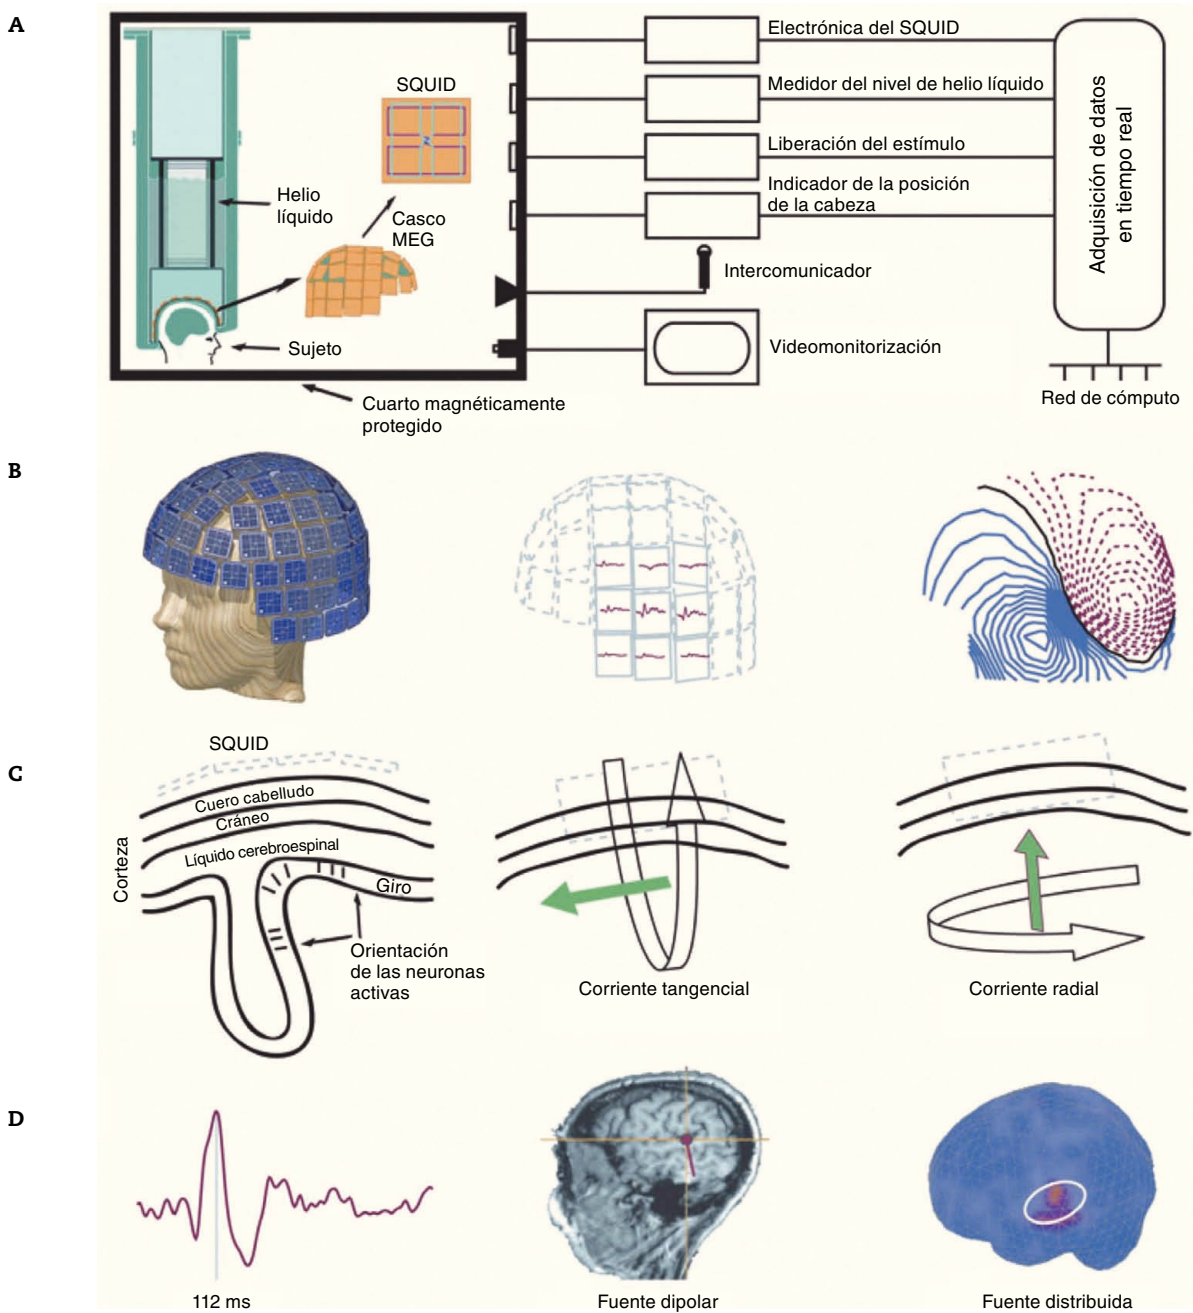 A
SQUID
Helio
líquido
Casco
MEG
Sujeto
Cuarto magnéticamente
protegido
Electrónica del SQUID
Medidor del nivel de helio líquido
Liberación del estímulo
Indicador de la posición
de la cabeza
Intercomunicador
Videomonitorización
Adquisición de datos
en tiempo real
Red de cómputo
B
C
SQUID
Cuero cabelludo
Cráneo
Líquido cerebroespinal
Corteza
Giro
Orientación
de las neuronas
activas
Corriente tangencial
Corriente radial
D
112 ms
Fuente dipolar
Fuente distribuida